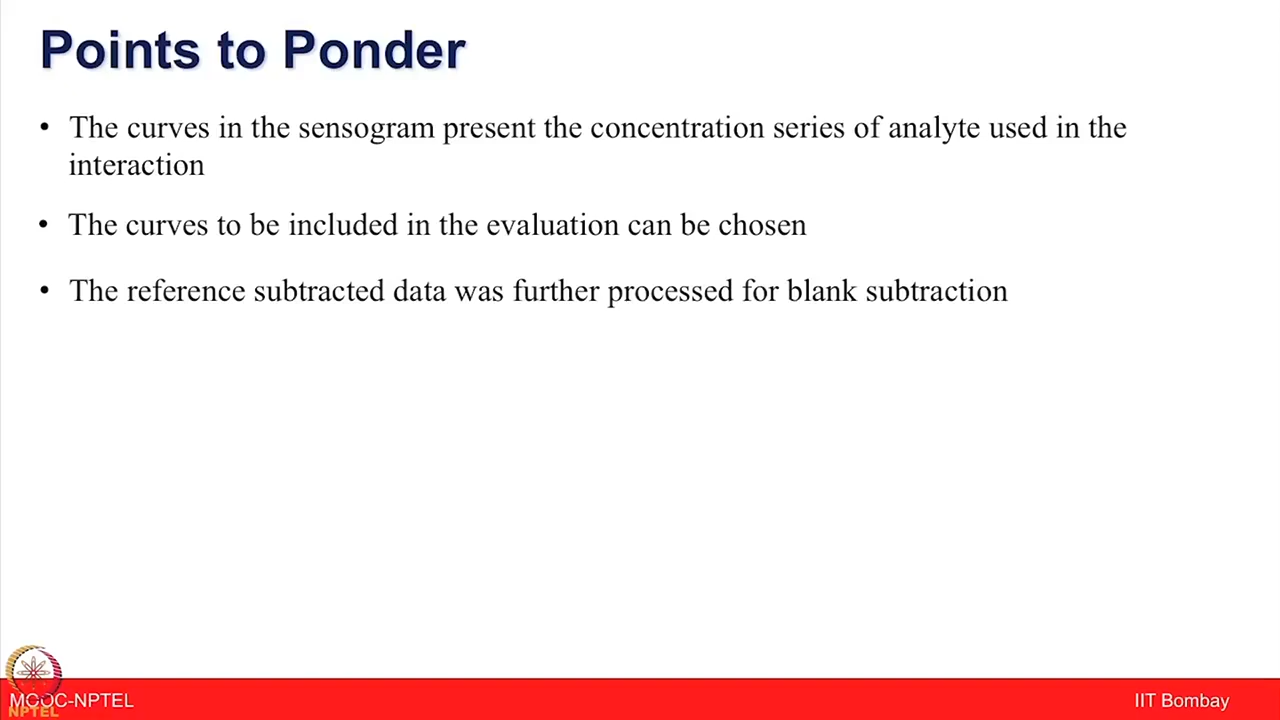 Points to Ponder
• The curves in the sensogram present the concentration series of analyte used in the
interaction
• The curves to be included in the evaluation can be chosen
• The reference subtracted data was further processed for blank subtraction
MOOC-NPTEL
NPTEL
IIT Bombay